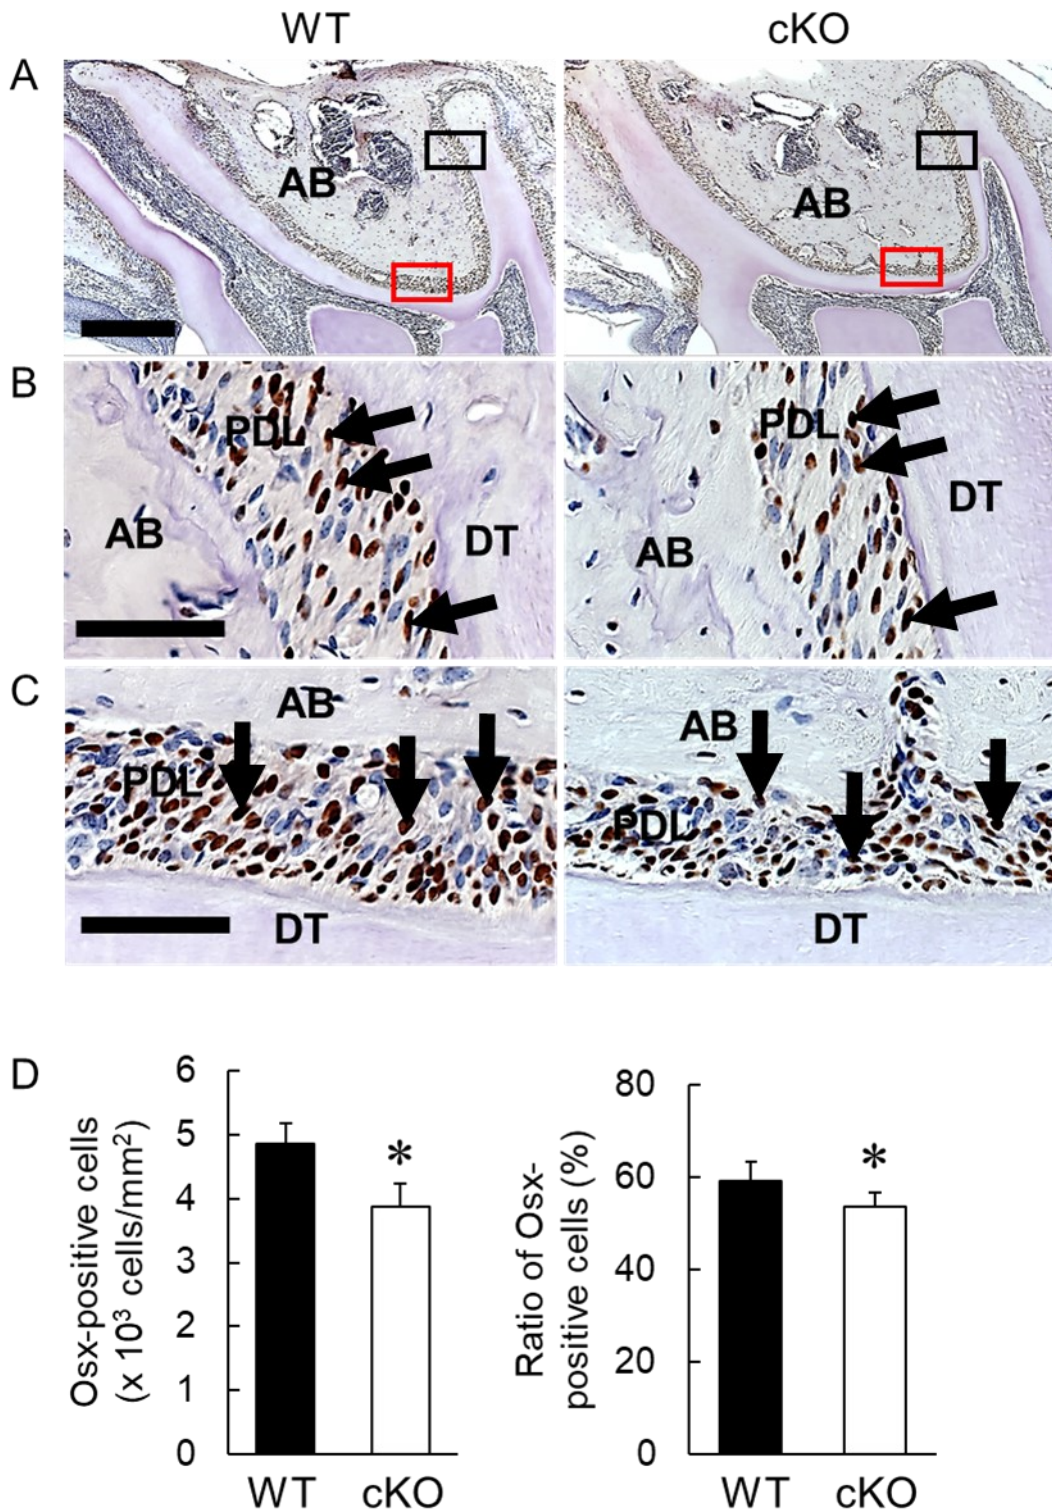 WT cKO
A
AB AB
B
PDL PDL
AB DT AB DT
C
AB AB
PDL PDL
DT DT
D
Osx-positive cells
(x 10³ cells/mm²)
6
5
4
3
2
1
0
*
WT cKO
Ratio of Osx-
positive cells (%)
80
60
40
20
0
*
WT cKO